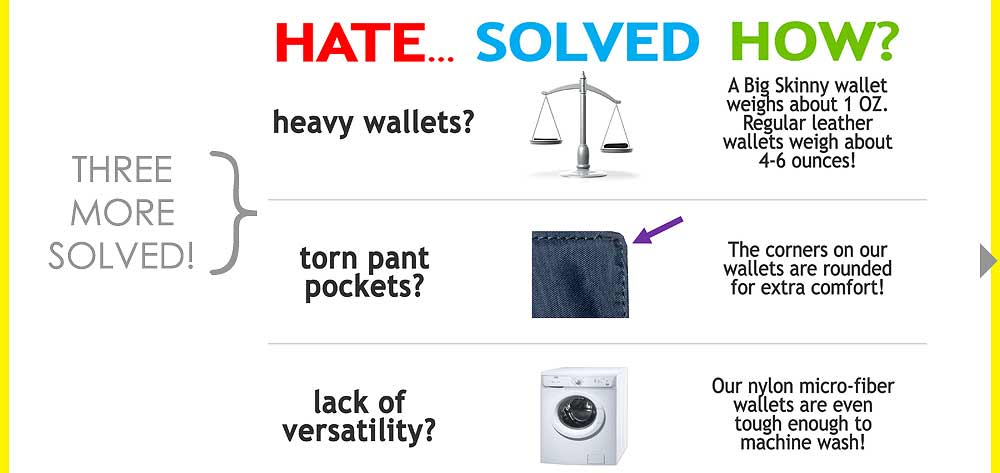 HATE... SOLVED HOW?
THREE
MORE
SOLVED!
heavy wallets?
A Big Skinny wallet
weighs about 1 OZ.
Regular leather
wallets weigh about
4-6 ounces!
torn pant
pockets?
The corners on our
wallets are rounded
for extra comfort!
lack of
versatility?
Our nylon micro-fiber
wallets are even
tough enough to
machine wash!